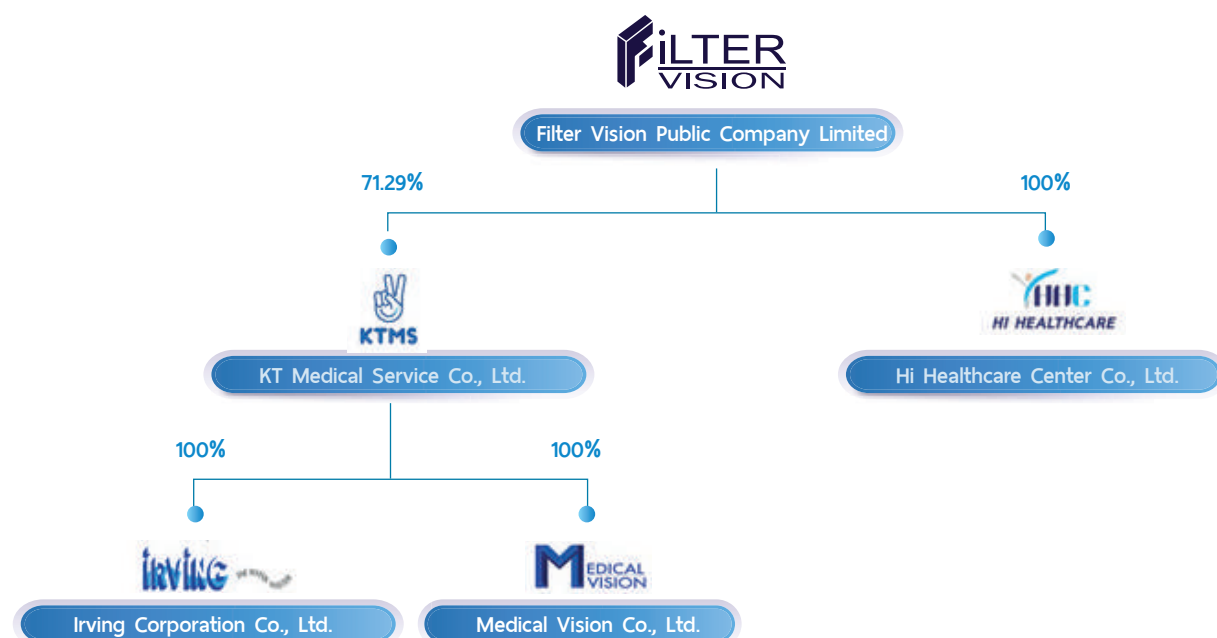 FiLTER
VISION
Filter Vision Public Company Limited
71.29%
100%
KTMS
HHC
HI HEALTHCARE
KT Medical Service Co., Ltd.
Hi Healthcare Center Co., Ltd.
100%
100%
iRViNG
MEDICAL
VISION
Irving Corporation Co., Ltd.
Medical Vision Co., Ltd.